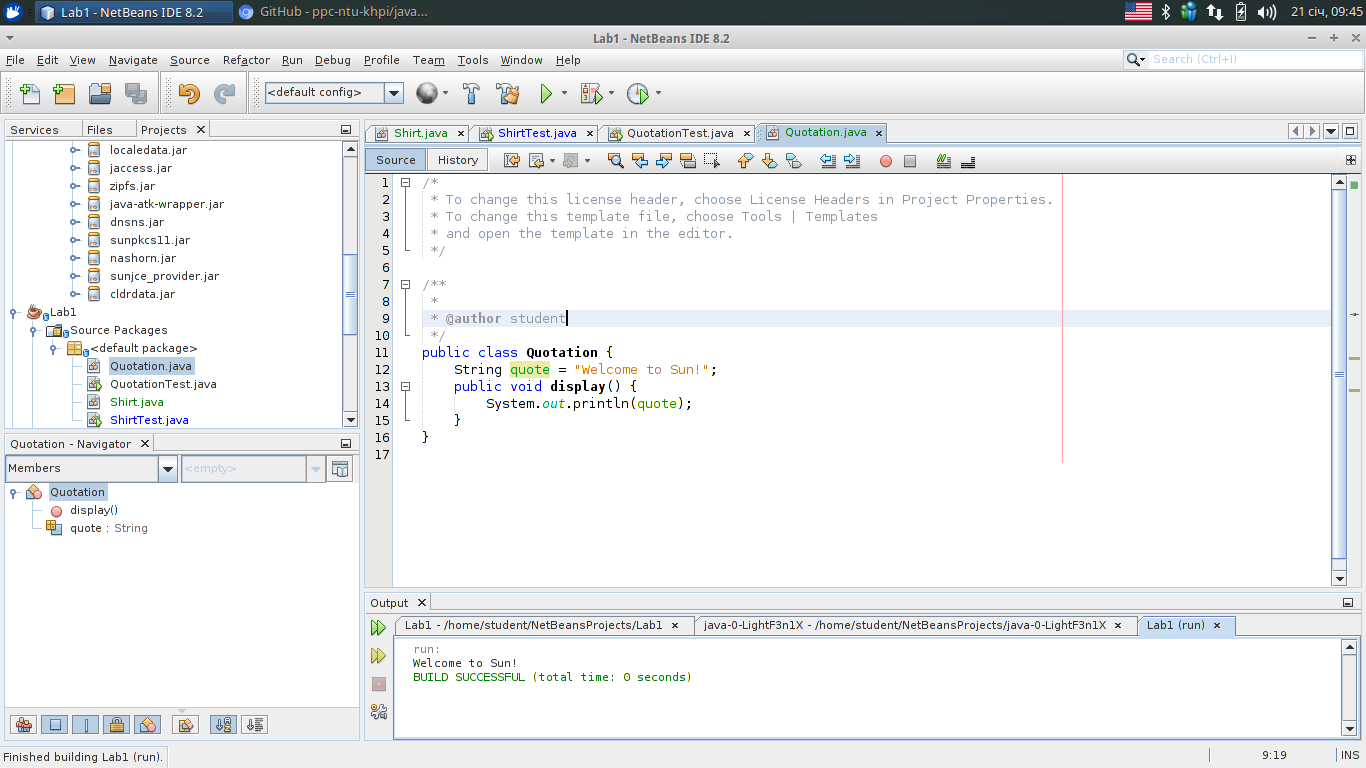 Lab1 - NetBeans IDE 8.2
GitHub - ppc-ntu-khpi/java...
21 січ, 09:45
Lab1 - NetBeans IDE 8.2
File Edit View Navigate Source Refactor Run Debug Profile Team Tools Window Help
Search (Ctrl+I)
<default config>
Services Files Projects
localedata.jar
jaccess.jar
zipfs.jar
java-atk-wrapper.jar
dnsns.jar
sunpkcs11.jar
nashorn.jar
sunjce_provider.jar
cldrdata.jar
Lab1
Source Packages
<default package>
Quotation.java
QuotationTest.java
Shirt.java
ShirtTest.java
Quotation - Navigator
Members
<empty>
Quotation
display()
quote : String
Shirt.java ShirtTest.java QuotationTest.java Quotation.java
Source History
1 /*
2 * To change this license header, choose License Headers in Project Properties.
3 * To change this template file, choose Tools | Templates
4 * and open the template in the editor.
5 */
6
7 /**
8 *
9 * @author student
10 */
11 public class Quotation {
12 String quote = "Welcome to Sun!";
13 public void display() {
14 System.out.println(quote);
15 }
16 }
17
Output
Lab1 - /home/student/NetBeansProjects/Lab1 java-0-LightF3n1X - /home/student/NetBeansProjects/java-0-LightF3n1X Lab1 (run)
run:
Welcome to Sun!
BUILD SUCCESSFUL (total time: 0 seconds)
Finished building Lab1 (run).
9:19 INS